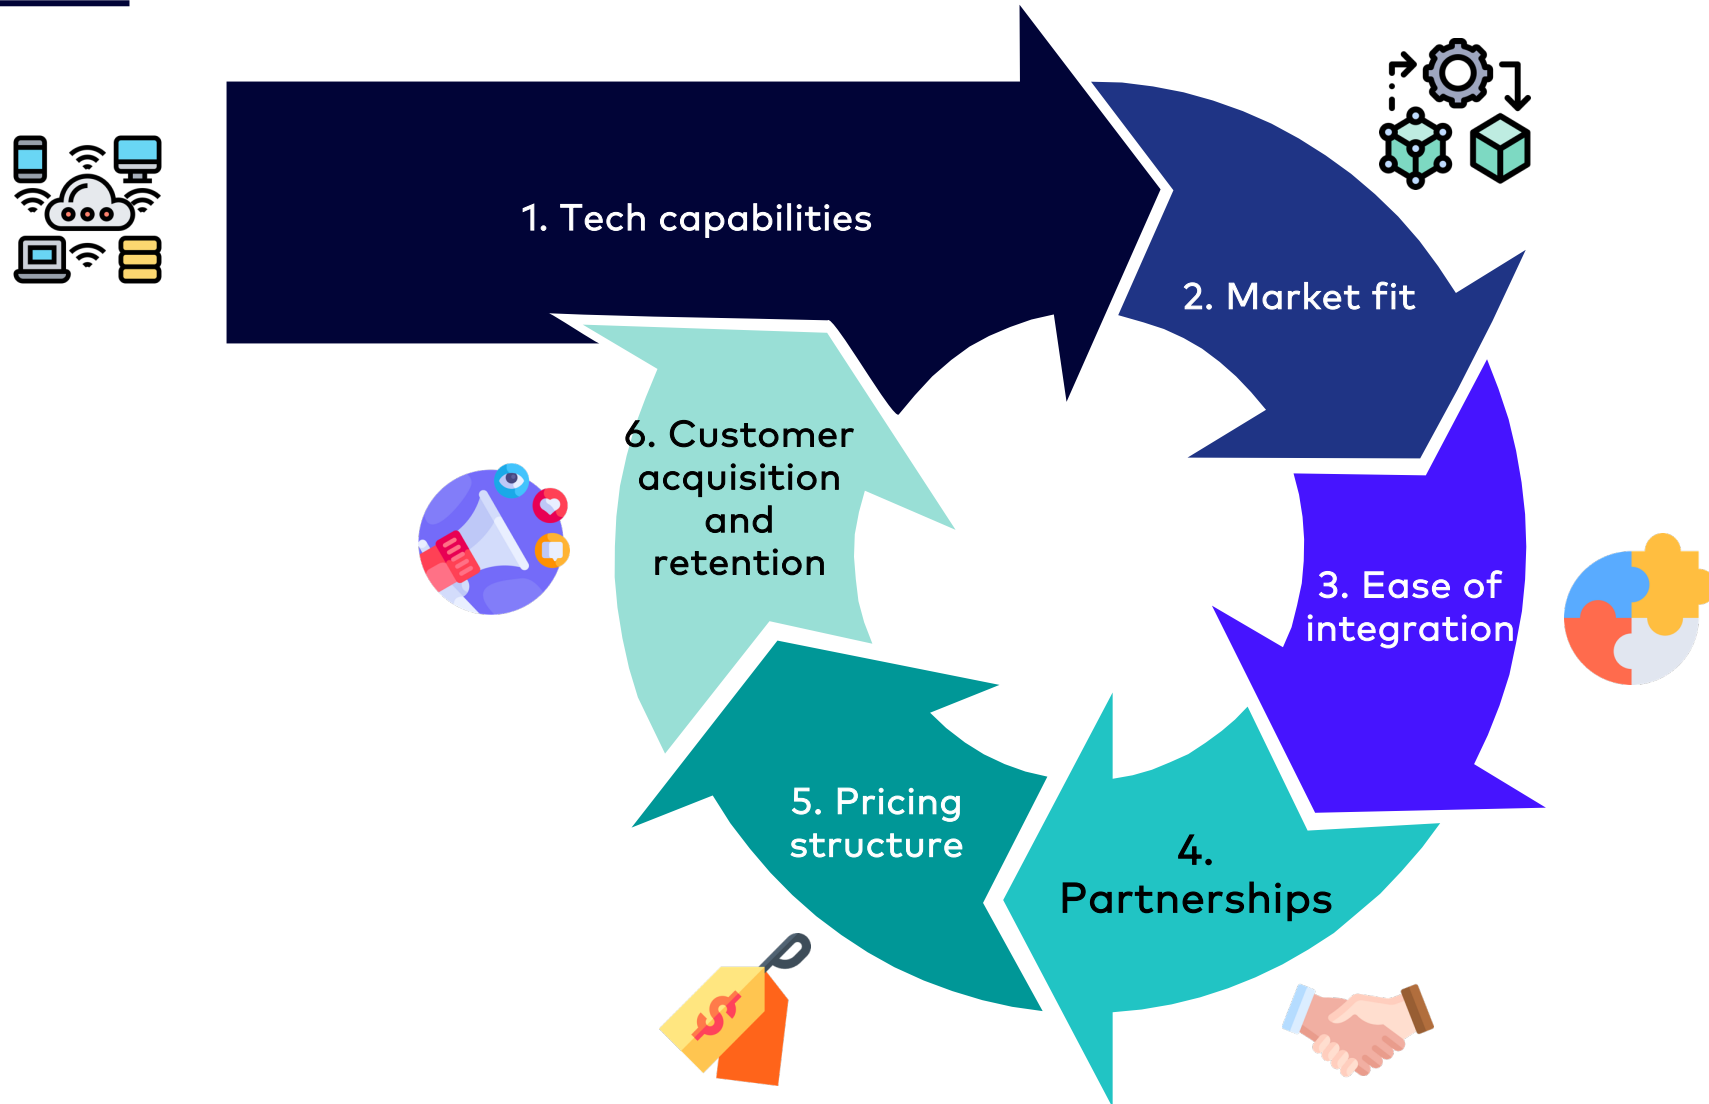 1. Tech capabilities
2. Market fit
3. Ease of
integration
4.
Partnerships
5. Pricing
structure
6. Customer
acquisition
and
retention